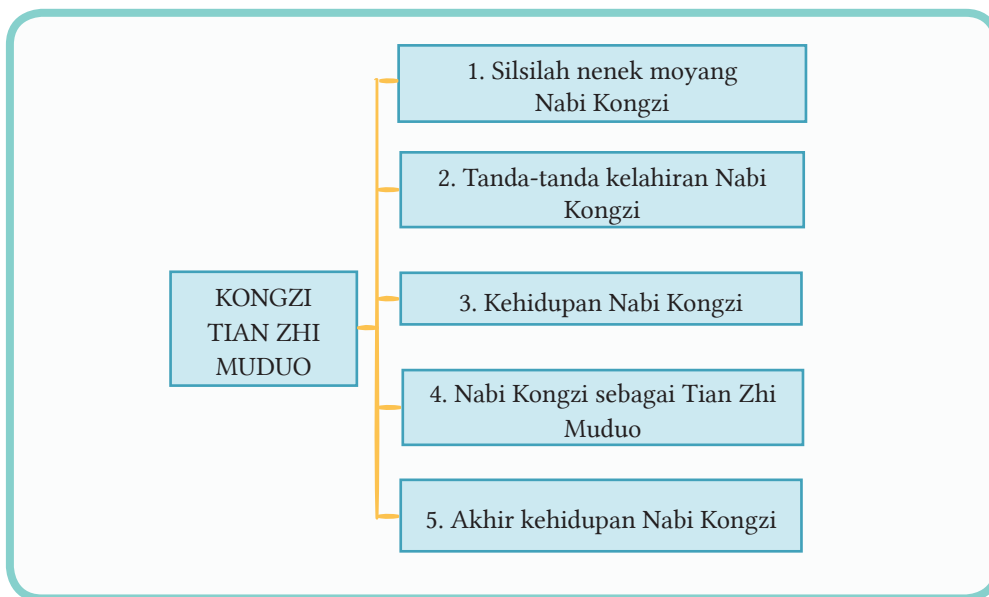 KONGZI
TIAN ZHI
MUDUO
1. Silsilah nenek moyang
Nabi Kongzi
2. Tanda-tanda kelahiran Nabi
Kongzi
3. Kehidupan Nabi Kongzi
4. Nabi Kongzi sebagai Tian Zhi
Muduo
5. Akhir kehidupan Nabi Kongzi